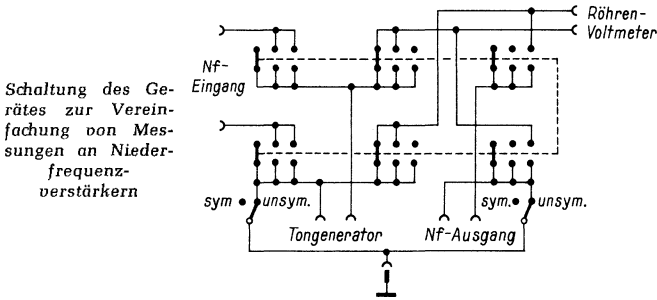 Schaltung des Ge-
rätes zur Verein-
fachung von Mes-
sungen an Nieder-
frequenz-
verstärkern
Röhren-
Voltmeter
Nf-
Eingang
sym
unsym.
Tongenerator
Nf-Ausgang
sym.
unsym.